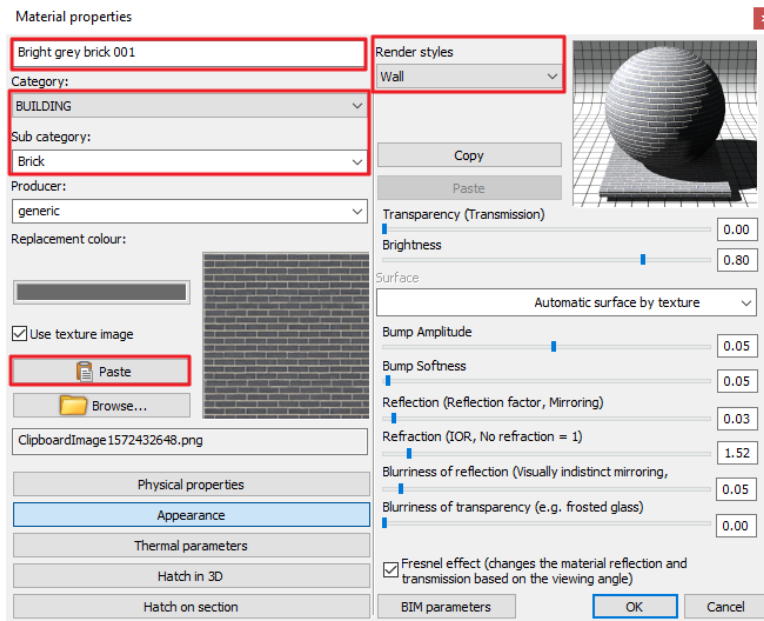 Material properties
Bright grey brick 001
Category:
BUILDING
Sub category:
Brick
Producer:
generic
Replacement colour:
Use texture image
Paste
Browse...
ClipboardImage1572432648.png
Physical properties
Appearance
Thermal parameters
Hatch in 3D
Hatch on section
Render styles
Wall
Copy
Paste
Transparency (Transmission)
0.00
Brightness
0.80
Surface
Automatic surface by texture
Bump Amplitude
0.05
Bump Softness
0.05
Reflection (Reflection factor, Mirroring)
0.03
Refraction (IOR, No refraction = 1)
1.52
Blurriness of reflection (Visually indistinct mirroring,
0.05
Blurriness of transparency (e.g. frosted glass)
0.00
Fresnel effect (changes the material reflection and
transmission based on the viewing angle)
BIM parameters
OK
Cancel